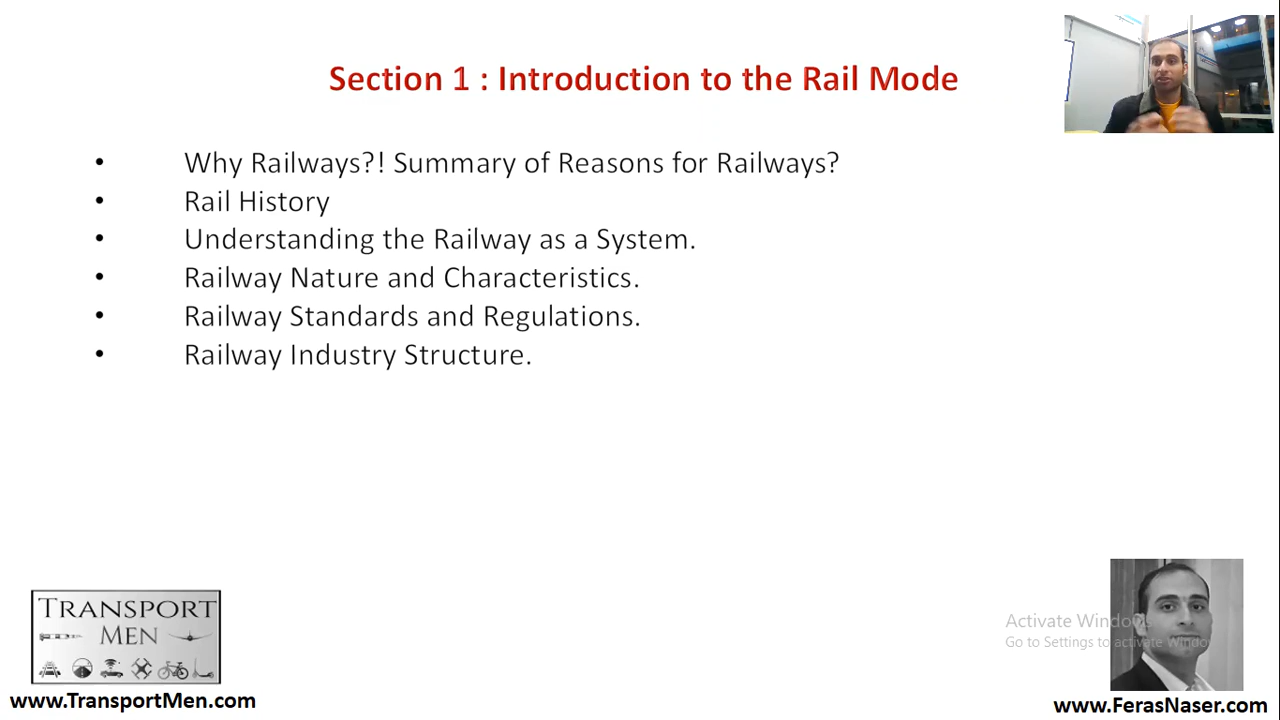 Section 1 : Introduction to the Rail Mode
• Why Railways?! Summary of Reasons for Railways?
• Rail History
• Understanding the Railway as a System.
• Railway Nature and Characteristics.
• Railway Standards and Regulations.
• Railway Industry Structure.
TRANSPORT
MEN
www.TransportMen.com
Activate Windows
Go to Settings to activate Windows
www.FerasNaser.com